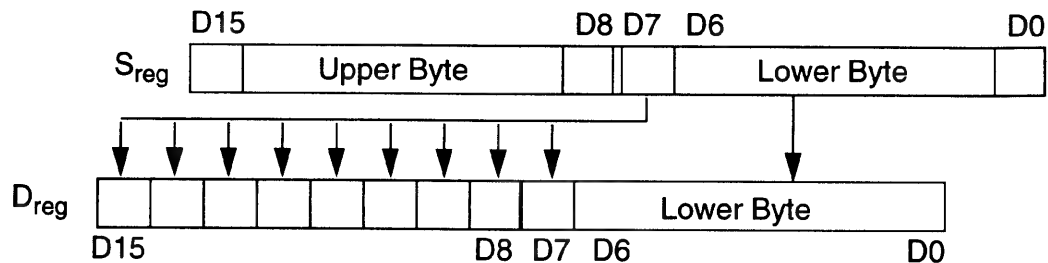 D15 D8 D7 D6 D0
Sreg Upper Byte Lower Byte
Dreg Lower Byte
D15 D8 D7 D6 D0